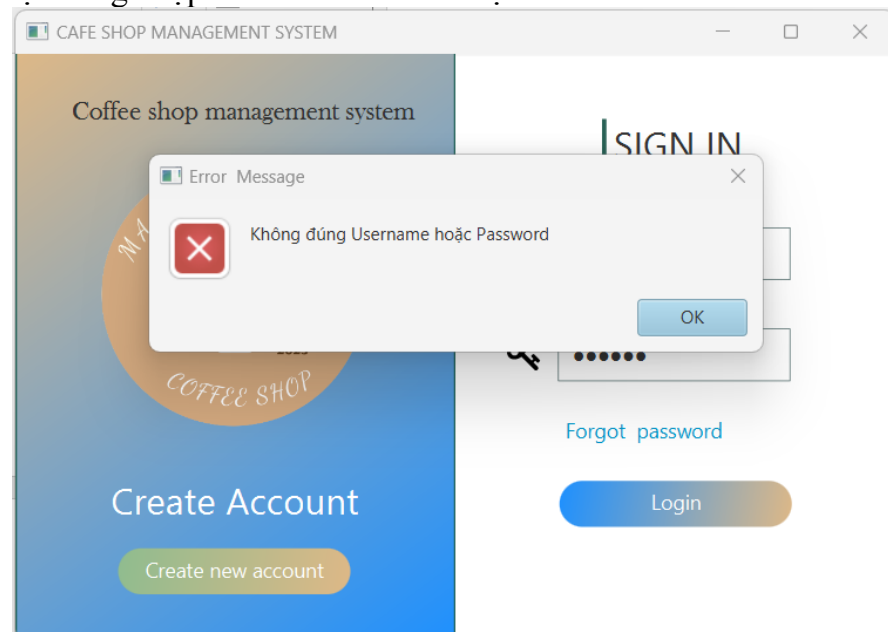 CAFE SHOP MANAGEMENT SYSTEM
Coffee shop management system
SIGN IN
Error Message
Không đúng Username hoặc Password
OK
COFFEE SHOP
Forgot password
Create Account
Login
Create new account